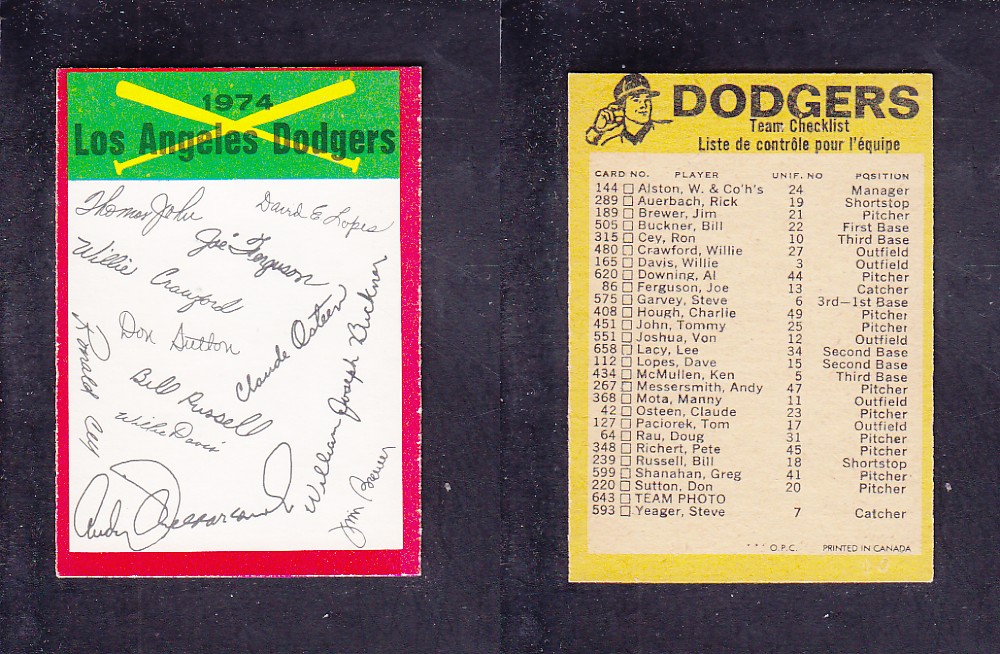 1974
Los Angeles Dodgers
Thomas John
David E Lopes
Joe Ferguson
Willie Crawford
Don Sutton
Claude Osteen
William Joseph Buckner
Ronald Cey
Bill Russell
Willie Davis
Andy Messersmith
Jim Brewer
DODGERS
Team Checklist
Liste de contrôle pour l'équipe
CARD NO. PLAYER UNIF. NO POSITION
144 Alston, W. & Co'h's 24 Manager
289 Auerbach, Rick 19 Shortstop
189 Brewer, Jim 21 Pitcher
505 Buckner, Bill 22 First Base
315 Cey, Ron 10 Third Base
480 Crawford, Willie 27 Outfield
165 Davis, Willie 3 Outfield
620 Downing, Al 44 Pitcher
86 Ferguson, Joe 13 Catcher
575 Garvey, Steve 6 3rd-1st Base
408 Hough, Charlie 49 Pitcher
451 John, Tommy 25 Pitcher
551 Joshua, Von 12 Outfield
658 Lacy, Lee 34 Second Base
112 Lopes, Dave 15 Second Base
434 McMullen, Ken 5 Third Base
267 Messersmith, Andy 47 Pitcher
368 Mota, Manny 11 Outfield
42 Osteen, Claude 23 Pitcher
127 Paciorek, Tom 17 Outfield
64 Rau, Doug 31 Pitcher
348 Richert, Pete 45 Pitcher
239 Russell, Bill 18 Shortstop
599 Shanahan, Greg 41 Pitcher
220 Sutton, Don 20 Pitcher
643 TEAM PHOTO
593 Yeager, Steve 7 Catcher
*** O.P.C. PRINTED IN CANADA